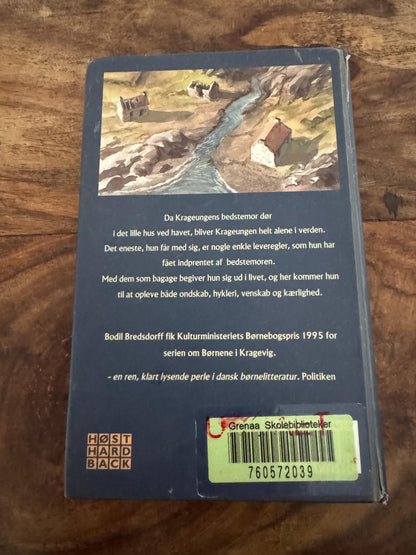 Da Krageungens bedstemor dør
i det lille hus ved havet, bliver Krageungen helt alene i verden.
Det eneste, hun får med sig, er nogle enkle leveregler, som hun har
fået indprentet af bedstemoren.
Med dem som bagage begiver hun sig ud i livet, og her kommer hun
til at opleve både ondskab, hykleri, venskab og kærlighed.
Bodil Bredsdorff fik Kulturministeriets Børnebogspris 1995 for
serien om Børnene i Kragevig.
- en ren, klart lysende perle i dansk børnelitteratur. Politiken
HØST
HARD
BACK
Grenaa Skolebiblioteker
760572039